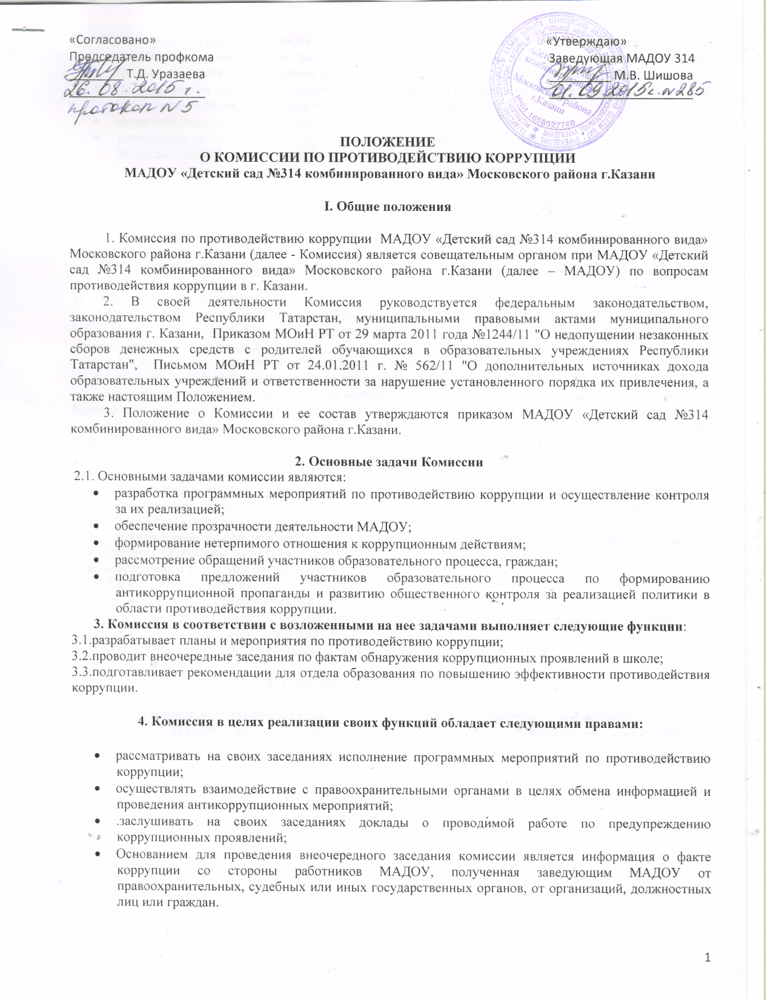 «Согласовано»
Председатель профкома
Т.Д. Уразаева
26. 08. 2015 г.
протокол N 5
«Утверждаю»
Заведующая МАДОУ 314
М.В. Шишова
01.09.2015г. N 285
«Детский сад №314
комбинированного
вида»
Московского района
г.Казани
ИНН 1658027740
ПОЛОЖЕНИЕ
О КОМИССИИ ПО ПРОТИВОДЕЙСТВИЮ КОРРУПЦИИ
МАДОУ «Детский сад №314 комбинированного вида» Московского района г.Казани
I. Общие положения
1. Комиссия по противодействию коррупции МАДОУ «Детский сад №314 комбинированного вида»
Московского района г.Казани (далее - Комиссия) является совещательным органом при МАДОУ «Детский
сад №314 комбинированного вида» Московского района г.Казани (далее – МАДОУ) по вопросам
противодействия коррупции в г. Казани.
2. В своей деятельности Комиссия руководствуется федеральным законодательством,
законодательством Республики Татарстан, муниципальными правовыми актами муниципального
образования г. Казани, Приказом МОиН РТ от 29 марта 2011 года №1244/11 "О недопущении незаконных
сборов денежных средств с родителей обучающихся в образовательных учреждениях Республики
Татарстан", Письмом МОиН РТ от 24.01.2011 г. № 562/11 "О дополнительных источниках дохода
образовательных учреждений и ответственности за нарушение установленного порядка их привлечения, а
также настоящим Положением.
3. Положение о Комиссии и ее состав утверждаются приказом МАДОУ «Детский сад №314
комбинированного вида» Московского района г.Казани.
2. Основные задачи Комиссии
2.1. Основными задачами комиссии являются:
• разработка программных мероприятий по противодействию коррупции и осуществление контроля
за их реализацией;
• обеспечение прозрачности деятельности МАДОУ;
• формирование нетерпимого отношения к коррупционным действиям;
• рассмотрение обращений участников образовательного процесса, граждан;
• подготовка предложений участников образовательного процесса по формированию
антикоррупционной пропаганды и развитию общественного контроля за реализацией политики в
области противодействия коррупции.
3. Комиссия в соответствии с возложенными на нее задачами выполняет следующие функции:
3.1.разрабатывает планы и мероприятия по противодействию коррупции;
3.2.проводит внеочередные заседания по фактам обнаружения коррупционных проявлений в школе;
3.3.подготавливает рекомендации для отдела образования по повышению эффективности противодействия
коррупции.
4. Комиссия в целях реализации своих функций обладает следующими правами:
• рассматривать на своих заседаниях исполнение программных мероприятий по противодействию
коррупции;
• осуществлять взаимодействие с правоохранительными органами в целях обмена информацией и
проведения антикоррупционных мероприятий;
• .заслушивать на своих заседаниях доклады о проводимой работе по предупреждению
коррупционных проявлений;
• Основанием для проведения внеочередного заседания комиссии является информация о факте
коррупции со стороны работников МАДОУ, полученная заведующим МАДОУ от
правоохранительных, судебных или иных государственных органов, от организаций, должностных
лиц или граждан.
1